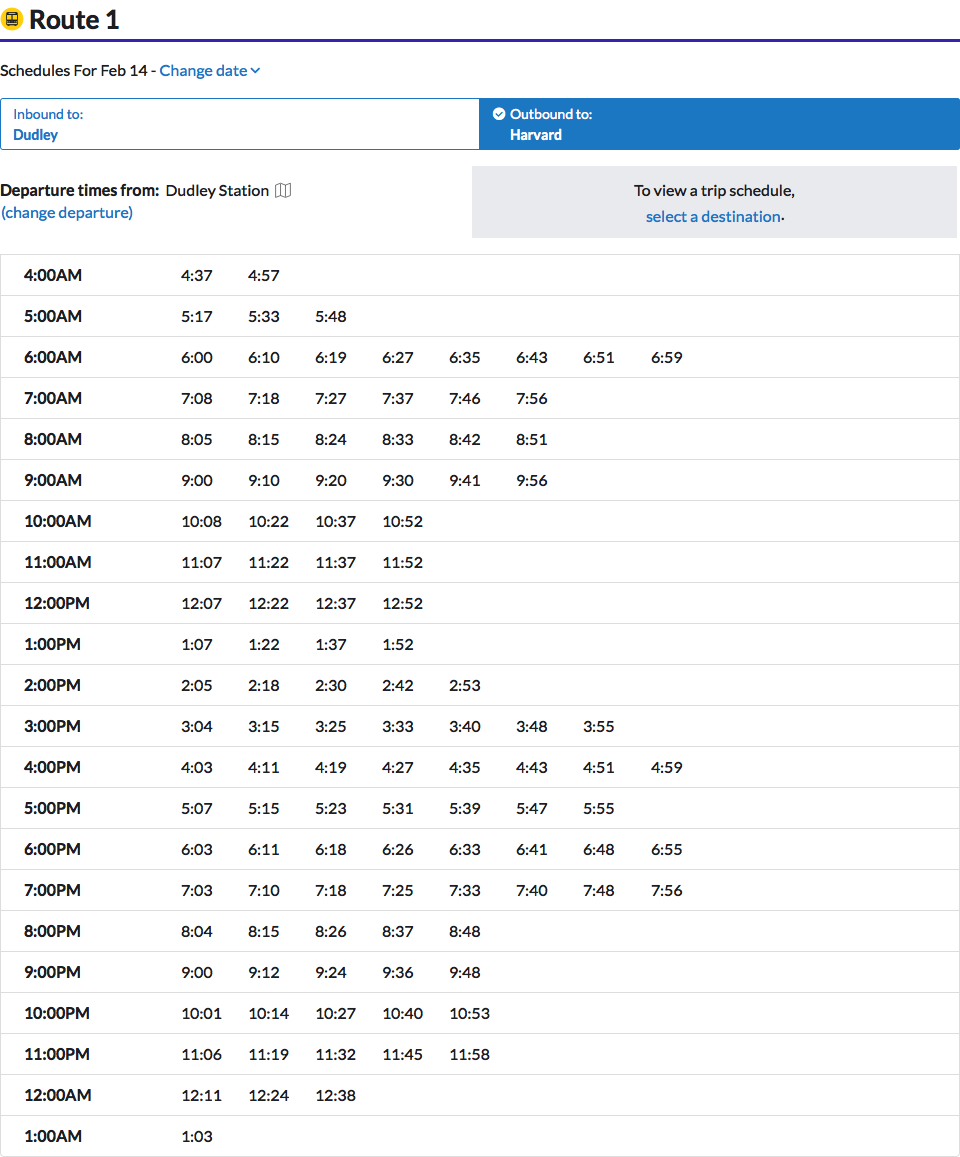 Route 1
Schedules For Feb 14 - Change date
Inbound to:
Dudley
Outbound to:
Harvard
Departure times from: Dudley Station
(change departure)
To view a trip schedule,
select a destination.
4:00AM 4:37 4:57
5:00AM 5:17 5:33 5:48
6:00AM 6:00 6:10 6:19 6:27 6:35 6:43 6:51 6:59
7:00AM 7:08 7:18 7:27 7:37 7:46 7:56
8:00AM 8:05 8:15 8:24 8:33 8:42 8:51
9:00AM 9:00 9:10 9:20 9:30 9:41 9:56
10:00AM 10:08 10:22 10:37 10:52
11:00AM 11:07 11:22 11:37 11:52
12:00PM 12:07 12:22 12:37 12:52
1:00PM 1:07 1:22 1:37 1:52
2:00PM 2:05 2:18 2:30 2:42 2:53
3:00PM 3:04 3:15 3:25 3:33 3:40 3:48 3:55
4:00PM 4:03 4:11 4:19 4:27 4:35 4:43 4:51 4:59
5:00PM 5:07 5:15 5:23 5:31 5:39 5:47 5:55
6:00PM 6:03 6:11 6:18 6:26 6:33 6:41 6:48 6:55
7:00PM 7:03 7:10 7:18 7:25 7:33 7:40 7:48 7:56
8:00PM 8:04 8:15 8:26 8:37 8:48
9:00PM 9:00 9:12 9:24 9:36 9:48
10:00PM 10:01 10:14 10:27 10:40 10:53
11:00PM 11:06 11:19 11:32 11:45 11:58
12:00AM 12:11 12:24 12:38
1:00AM 1:03